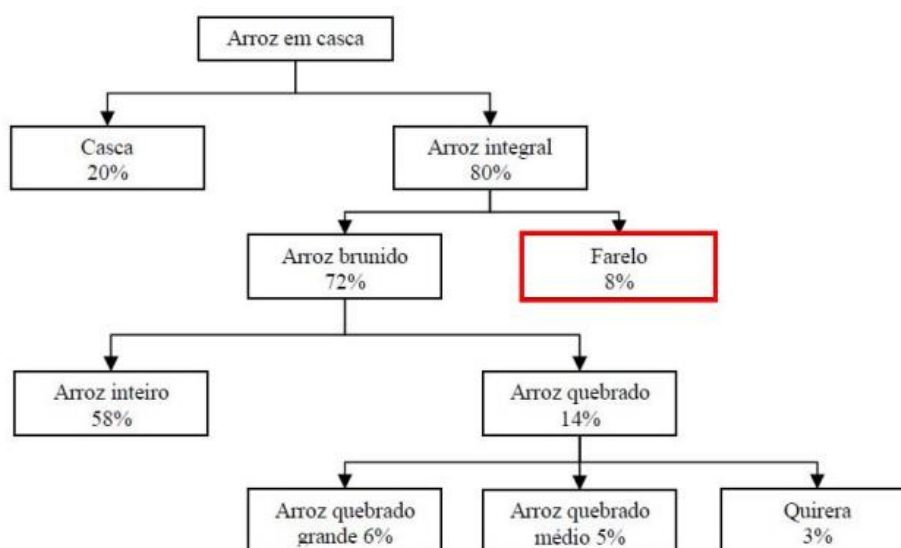 Arroz em casca
Casca
20%
Arroz integral
80%
Arroz brunido
72%
Farelo
8%
Arroz inteiro
58%
Arroz quebrado
14%
Arroz quebrado
grande 6%
Arroz quebrado
médio 5%
Quirera
3%